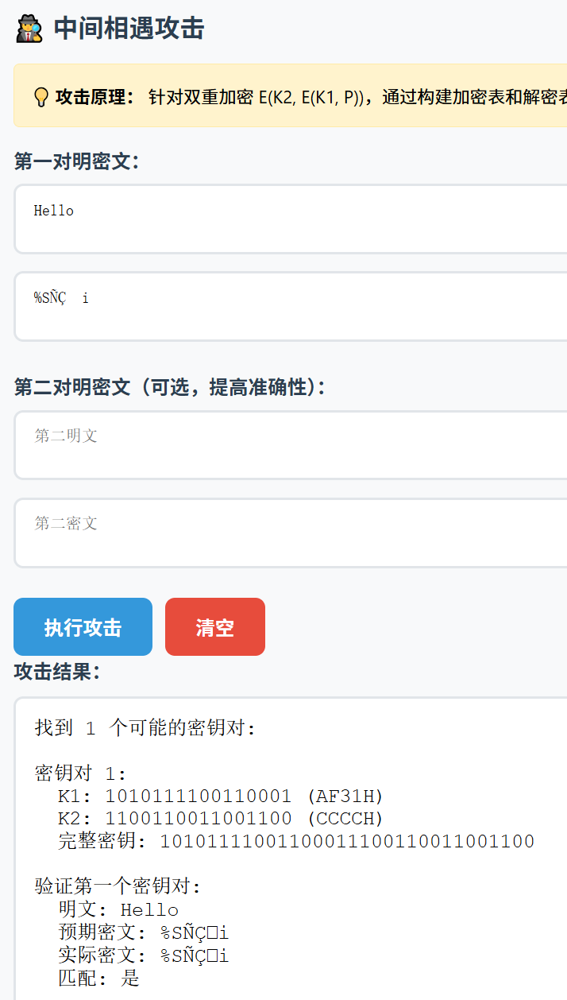 中间相遇攻击
攻击原理： 针对双重加密 E(K2, E(K1, P))，通过构建加密表和解密表
第一对明密文：
Hello
%SÑÇ  i
第二对明密文（可选，提高准确性）：
第二明文
第二密文
执行攻击 清空
攻击结果：
找到 1 个可能的密钥对：
密钥对 1：
K1: 1010111100110001 (AF31H)
K2: 1100110011001100 (CCCCH)
完整密钥: 10101111001100011100110011001100
验证第一个密钥对：
明文: Hello
预期密文: %SÑÇ□i
实际密文: %SÑÇ□i
匹配: 是